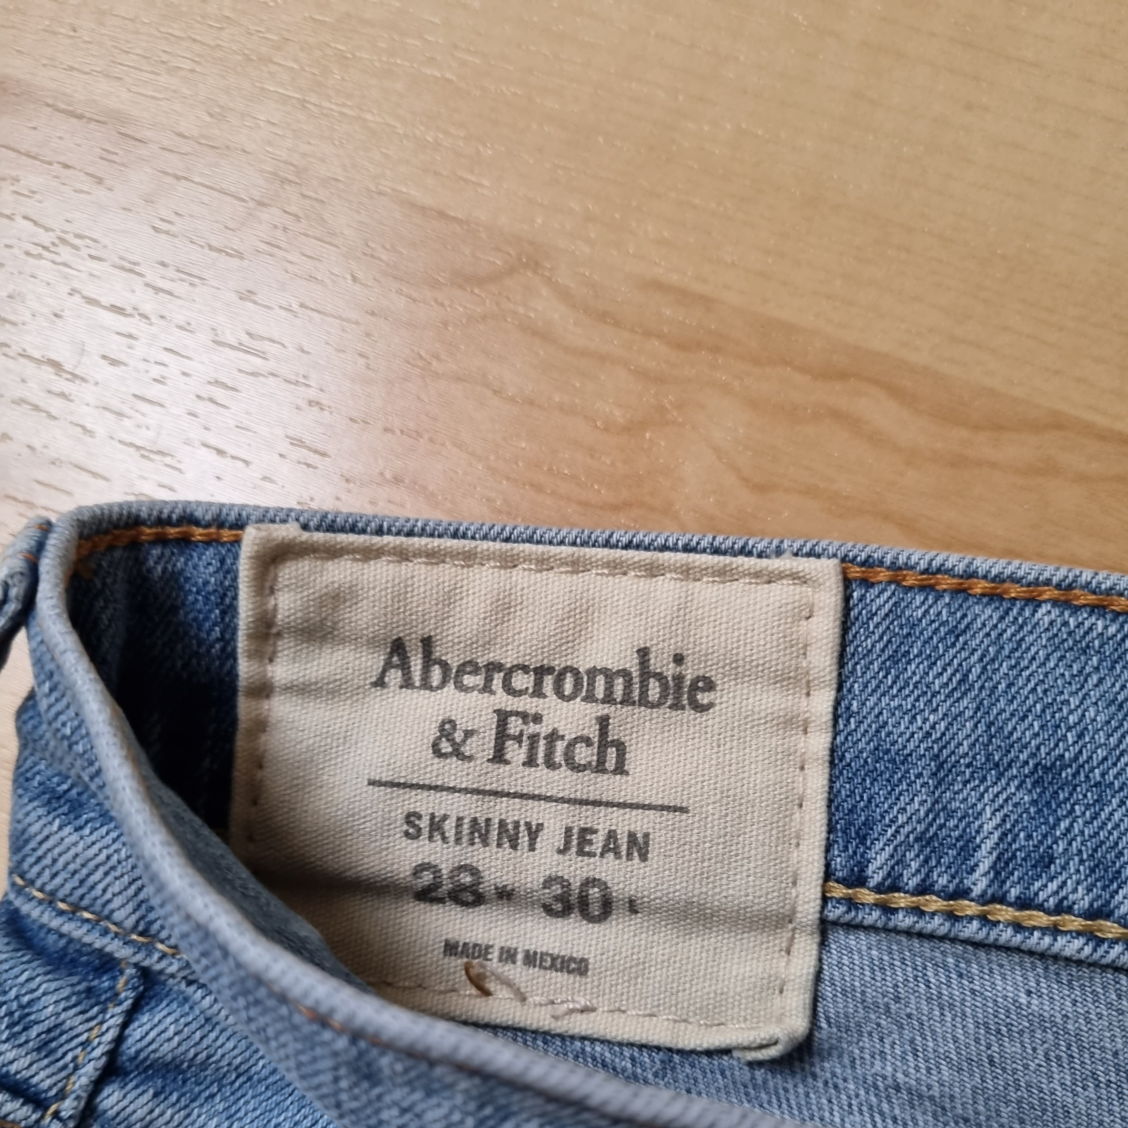 Abercrombie
& Fitch
SKINNY JEAN
28 W 30 L
MADE IN MEXICO